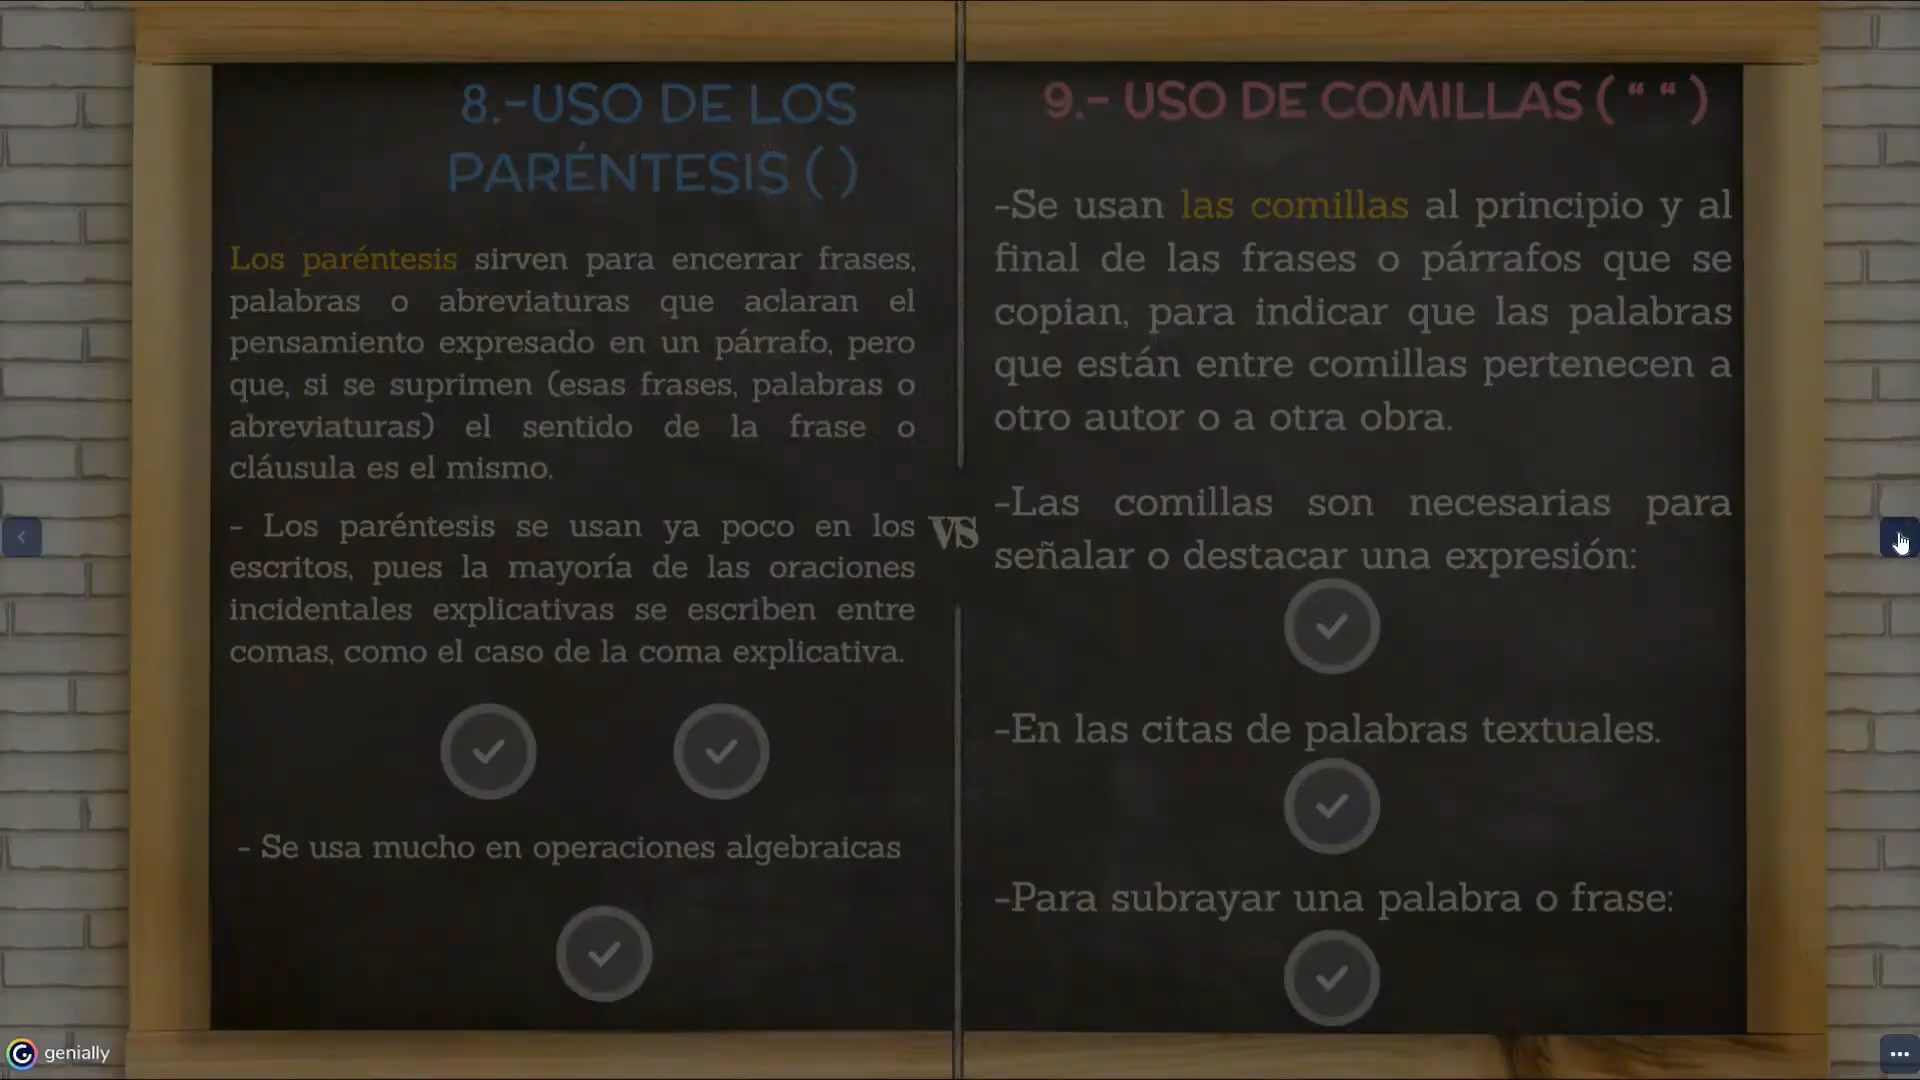 8.-USO DE LOS
PARÉNTESIS ( )
Los paréntesis sirven para encerrar frases,
palabras o abreviaturas que aclaran el
pensamiento expresado en un párrafo, pero
que, si se suprimen (esas frases, palabras o
abreviaturas) el sentido de la frase o
cláusula es el mismo.
- Los paréntesis se usan ya poco en los
escritos, pues la mayoría de las oraciones
incidentales explicativas se escriben entre
comas, como el caso de la coma explicativa.
- Se usa mucho en operaciones algebraicas
VS
9.- USO DE COMILLAS ( “ “ )
-Se usan las comillas al principio y al
final de las frases o párrafos que se
copian, para indicar que las palabras
que están entre comillas pertenecen a
otro autor o a otra obra.
-Las comillas son necesarias para
señalar o destacar una expresión:
-En las citas de palabras textuales.
-Para subrayar una palabra o frase:
genially